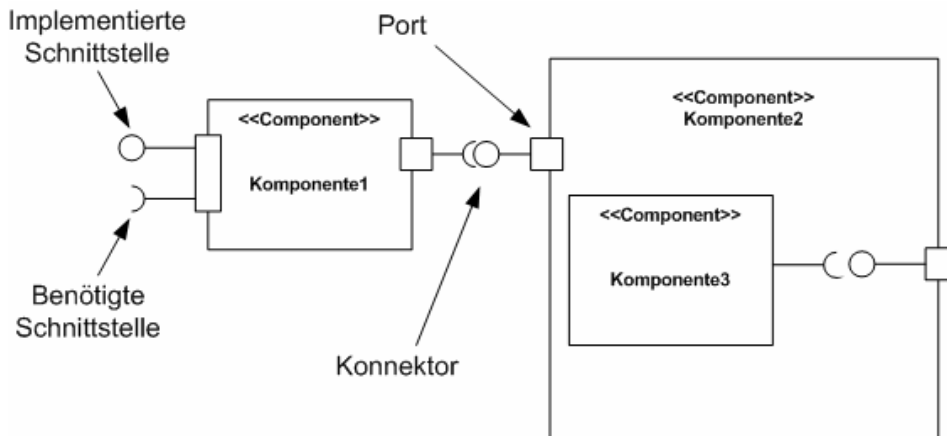 Implementierte
Schnittstelle
Port
<<Component>>
Komponente1
<<Component>>
Komponente2
<<Component>>
Komponente3
Benötigte
Schnittstelle
Konnektor